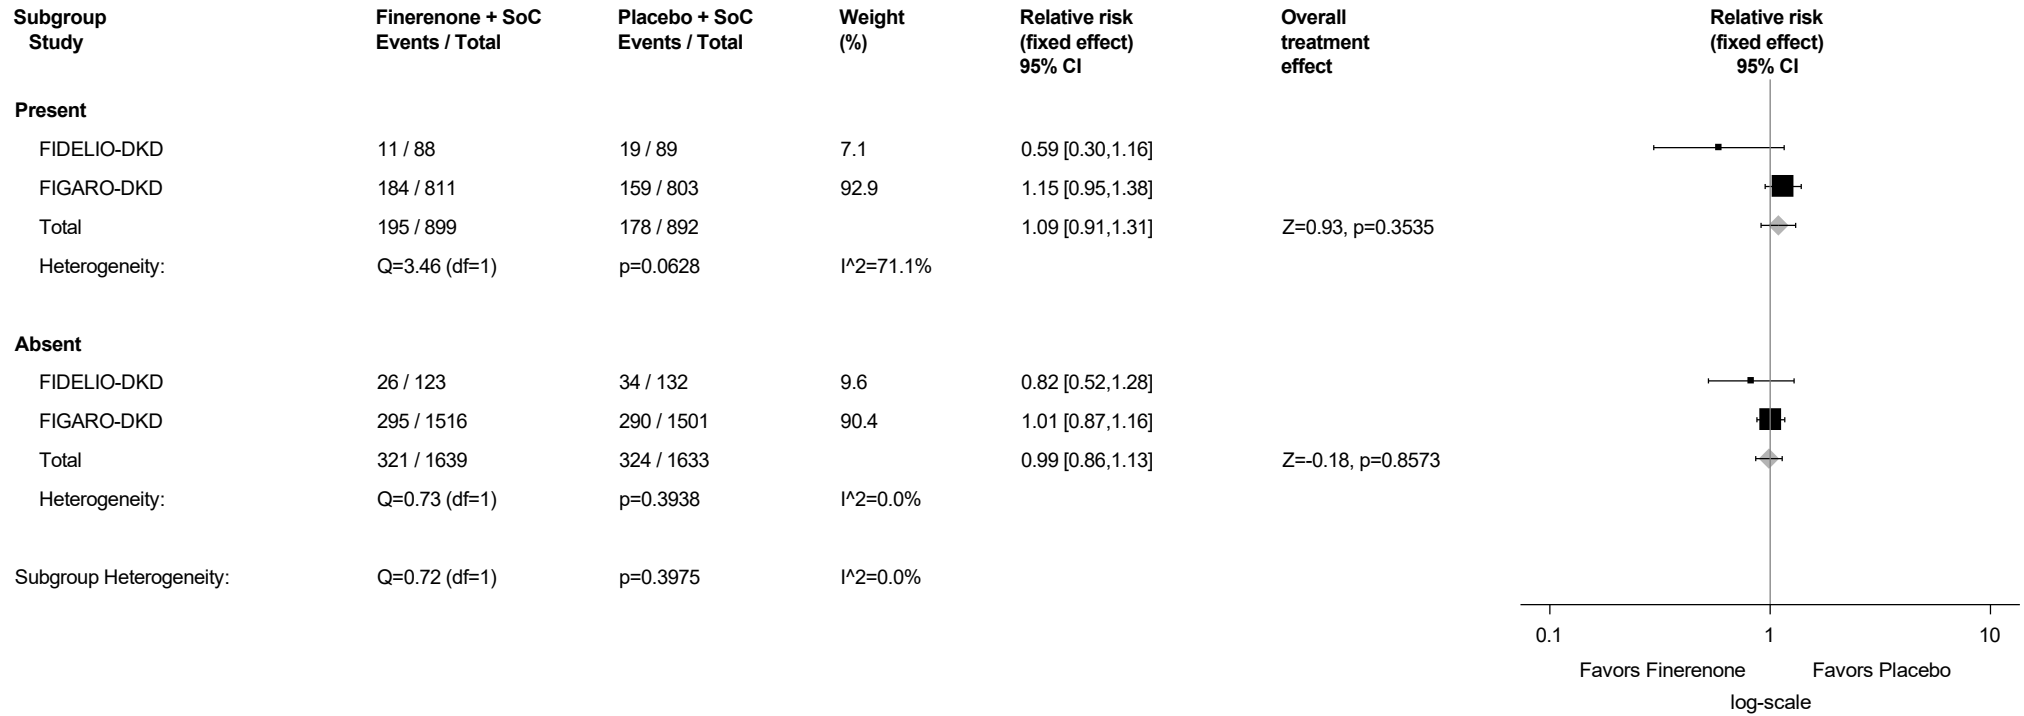 Subgroup Finerenone + SoC Placebo + SoC Weight Relative risk Overall Relative risk
Study Events / Total Events / Total (%) (fixed effect) treatment (fixed effect)
95% CI effect 95% CI
Present
FIDELIO-DKD 11 / 88 19 / 89 7.1 0.59 [0.30,1.16]
FIGARO-DKD 184 / 811 159 / 803 92.9 1.15 [0.95,1.38]
Total 195 / 899 178 / 892 1.09 [0.91,1.31] Z=0.93, p=0.3535
Heterogeneity: Q=3.46 (df=1) p=0.0628 I^2=71.1%
Absent
FIDELIO-DKD 26 / 123 34 / 132 9.6 0.82 [0.52,1.28]
FIGARO-DKD 295 / 1516 290 / 1501 90.4 1.01 [0.87,1.16]
Total 321 / 1639 324 / 1633 0.99 [0.86,1.13] Z=-0.18, p=0.8573
Heterogeneity: Q=0.73 (df=1) p=0.3938 I^2=0.0%
Subgroup Heterogeneity: Q=0.72 (df=1) p=0.3975 I^2=0.0%
0.1 1 10
Favors Finerenone Favors Placebo
log-scale